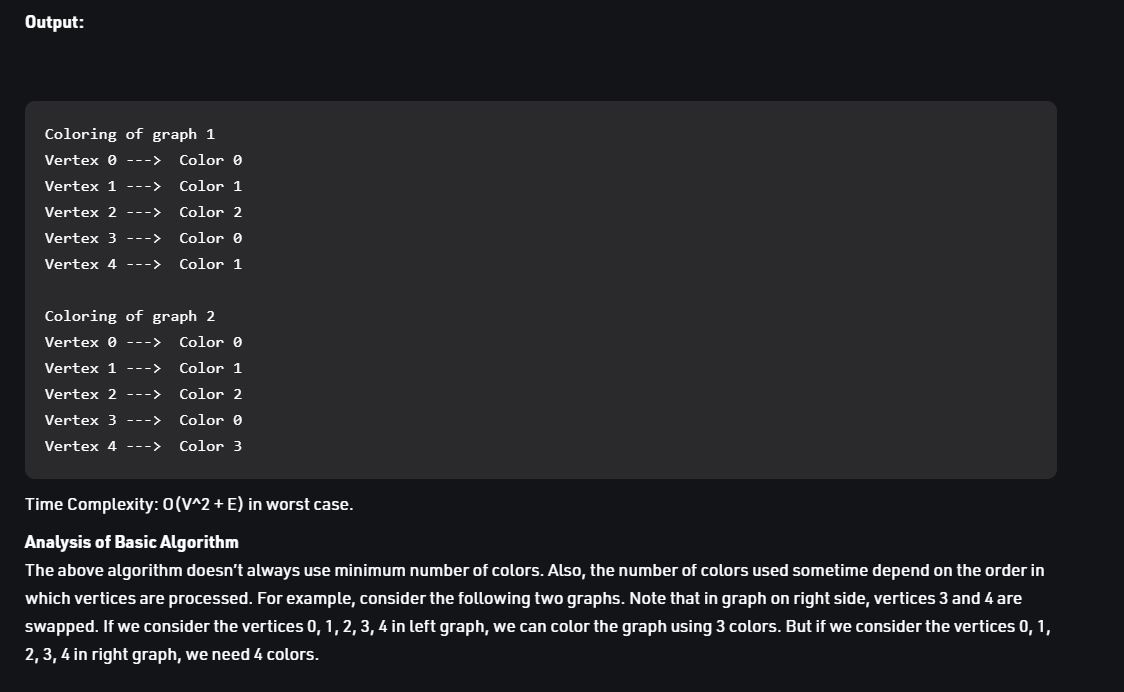 Output:
Coloring of graph 1
Vertex 0 --->  Color 0
Vertex 1 --->  Color 1
Vertex 2 --->  Color 2
Vertex 3 --->  Color 0
Vertex 4 --->  Color 1
Coloring of graph 2
Vertex 0 --->  Color 0
Vertex 1 --->  Color 1
Vertex 2 --->  Color 2
Vertex 3 --->  Color 0
Vertex 4 --->  Color 3
Time Complexity: O(V^2 + E) in worst case.
Analysis of Basic Algorithm
The above algorithm doesn’t always use minimum number of colors. Also, the number of colors used sometime depend on the order in
which vertices are processed. For example, consider the following two graphs. Note that in graph on right side, vertices 3 and 4 are
swapped. If we consider the vertices 0, 1, 2, 3, 4 in left graph, we can color the graph using 3 colors. But if we consider the vertices 0, 1,
2, 3, 4 in right graph, we need 4 colors.